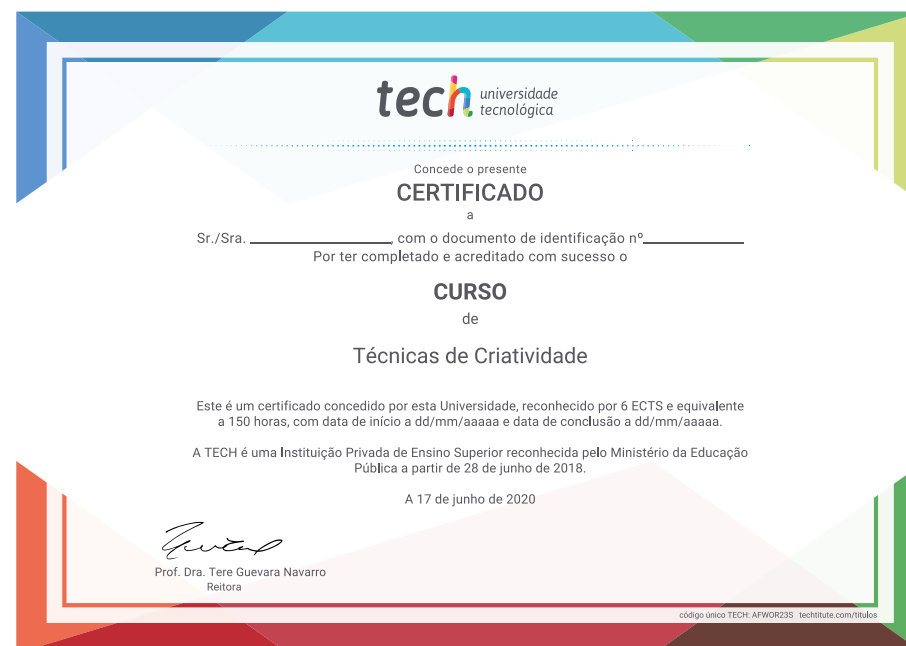 tech universidade
tecnológica
Concede o presente
CERTIFICADO
a
Sr./Sra. , com o documento de identificação nº
Por ter completado e acreditado com sucesso o
CURSO
de
Técnicas de Criatividade
Este é um certificado concedido por esta Universidade, reconhecido por 6 ECTS e equivalente
a 150 horas, com data de início a dd/mm/aaaaa e data de conclusão a dd/mm/aaaaa.
A TECH é uma Instituição Privada de Ensino Superior reconhecida pelo Ministério da Educação
Pública a partir de 28 de junho de 2018.
A 17 de junho de 2020
Prof. Dra. Tere Guevara Navarro
Reitora
código único TECH: AFWOR23S techtitute.com/titulos